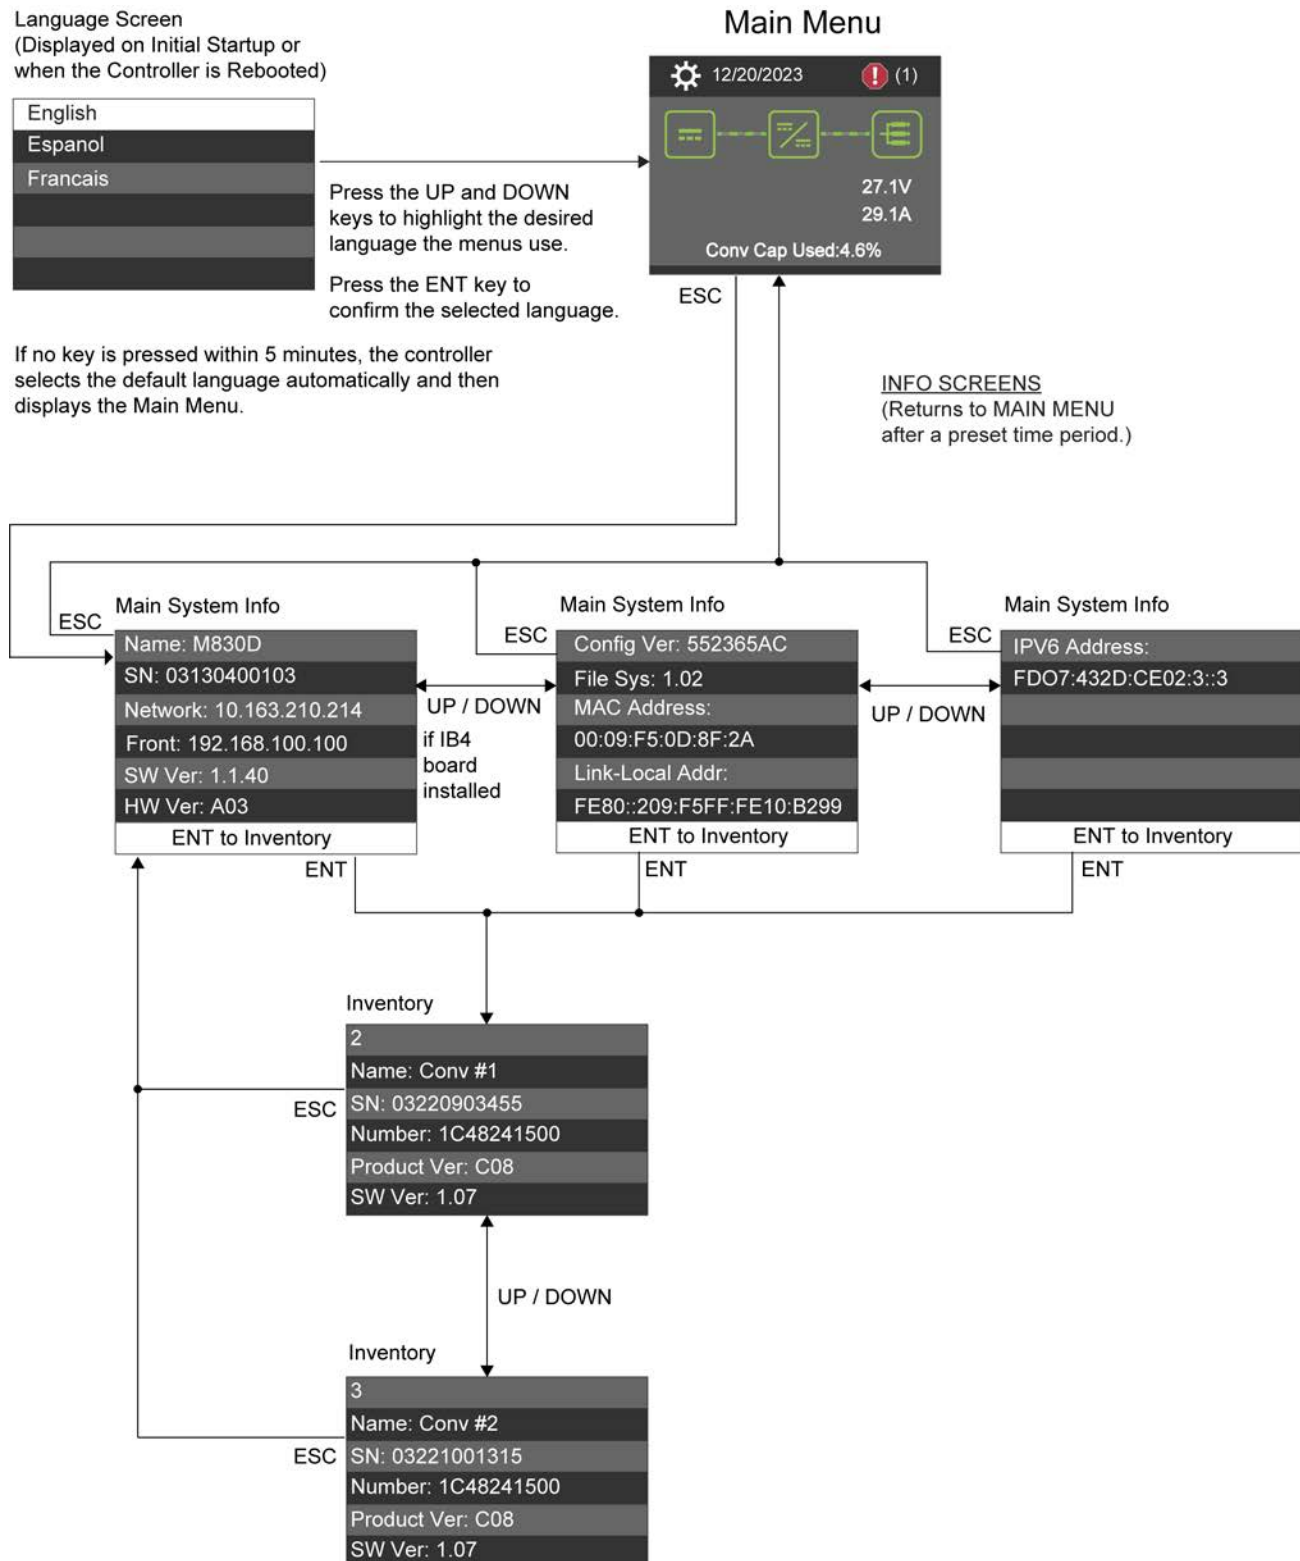 Language Screen
(Displayed on Initial Startup or
when the Controller is Rebooted)
English
Espanol
Francais
Press the UP and DOWN
keys to highlight the desired
language the menus use.
Press the ENT key to
confirm the selected language.
If no key is pressed within 5 minutes, the controller
selects the default language automatically and then
displays the Main Menu.
Main Menu
12/20/2023
! (1)
27.1V
29.1A
Conv Cap Used:4.6%
ESC
INFO SCREENS
(Returns to MAIN MENU
after a preset time period.)
ESC
Main System Info
Name: M830D
SN: 03130400103
Network: 10.163.210.214
Front: 192.168.100.100
SW Ver: 1.1.40
HW Ver: A03
ENT to Inventory
ENT
UP / DOWN
if IB4
board
installed
ESC
Main System Info
Config Ver: 552365AC
File Sys: 1.02
MAC Address:
00:09:F5:0D:8F:2A
Link-Local Addr:
FE80::209:F5FF:FE10:B299
ENT to Inventory
ENT
UP / DOWN
ESC
Main System Info
IPV6 Address:
FDO7:432D:CE02:3::3
ENT to Inventory
ENT
Inventory
2
Name: Conv #1
SN: 03220903455
Number: 1C48241500
Product Ver: C08
SW Ver: 1.07
ESC
UP / DOWN
Inventory
3
Name: Conv #2
SN: 03221001315
Number: 1C48241500
Product Ver: C08
SW Ver: 1.07
ESC